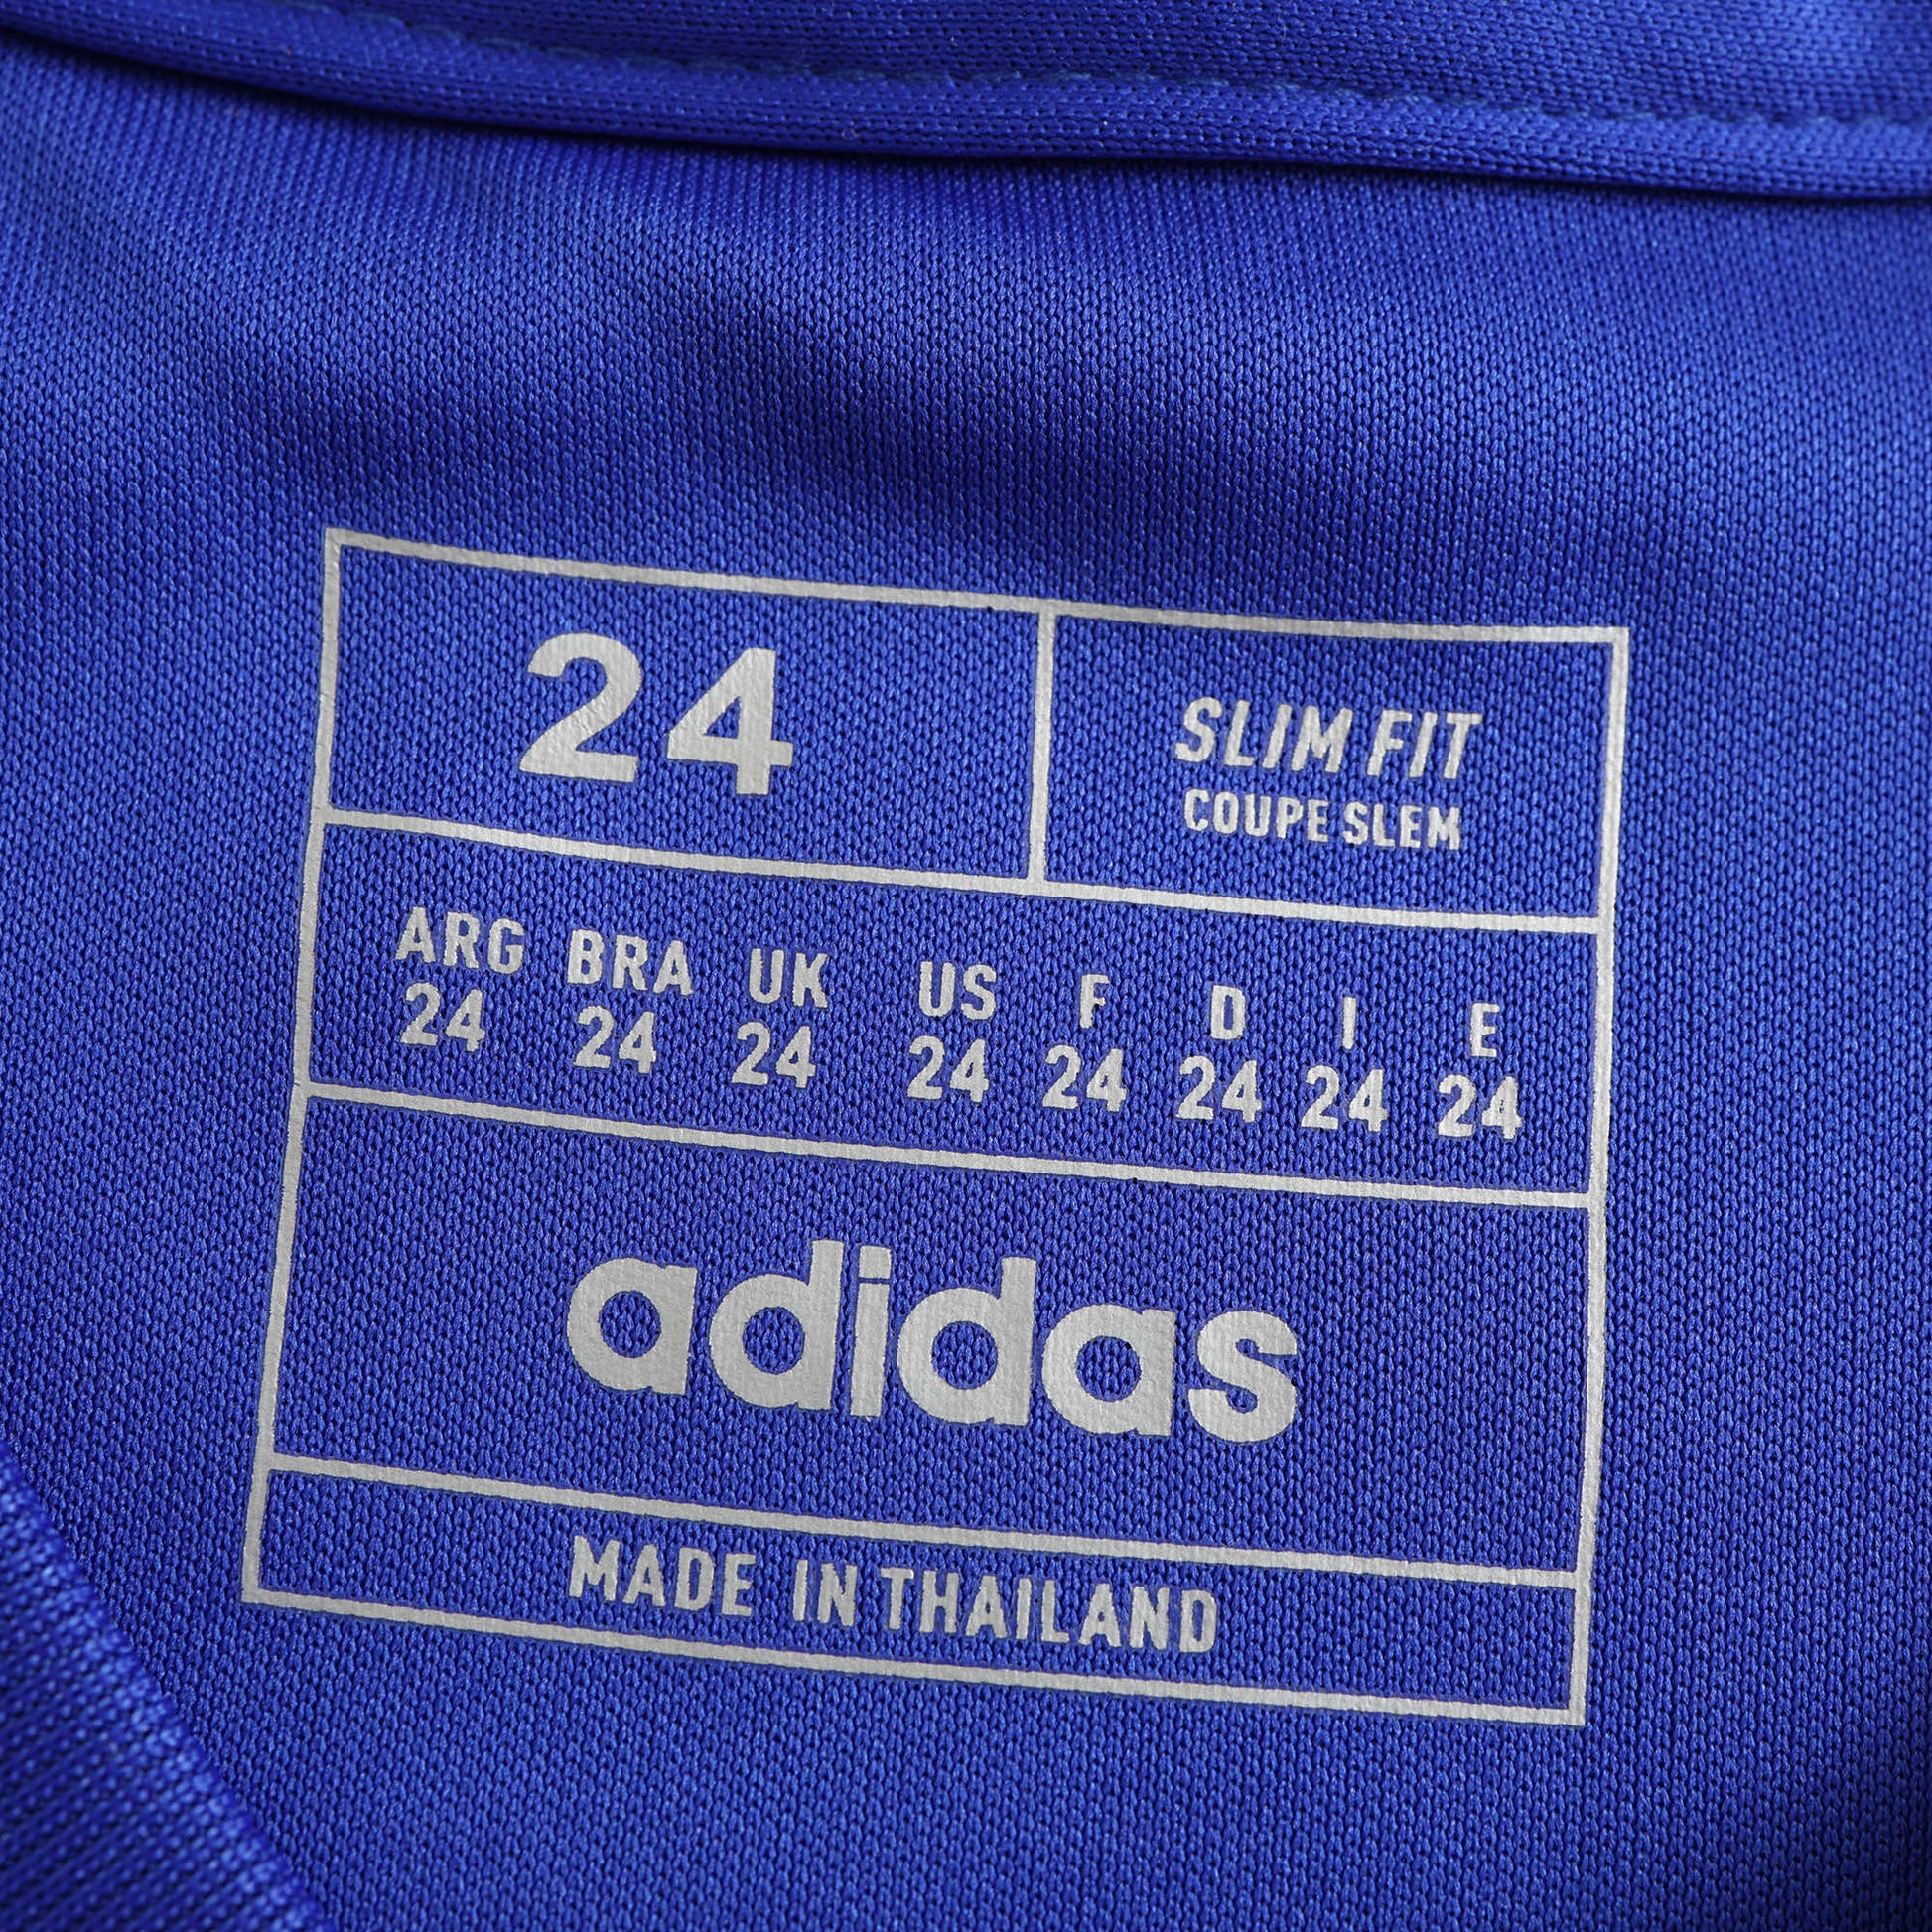 24
SLIM FIT
COUPE SLEM
ARG BRA UK US F D I E
24 24 24 24 24 24 24 24
adidas
MADE IN THAILAND